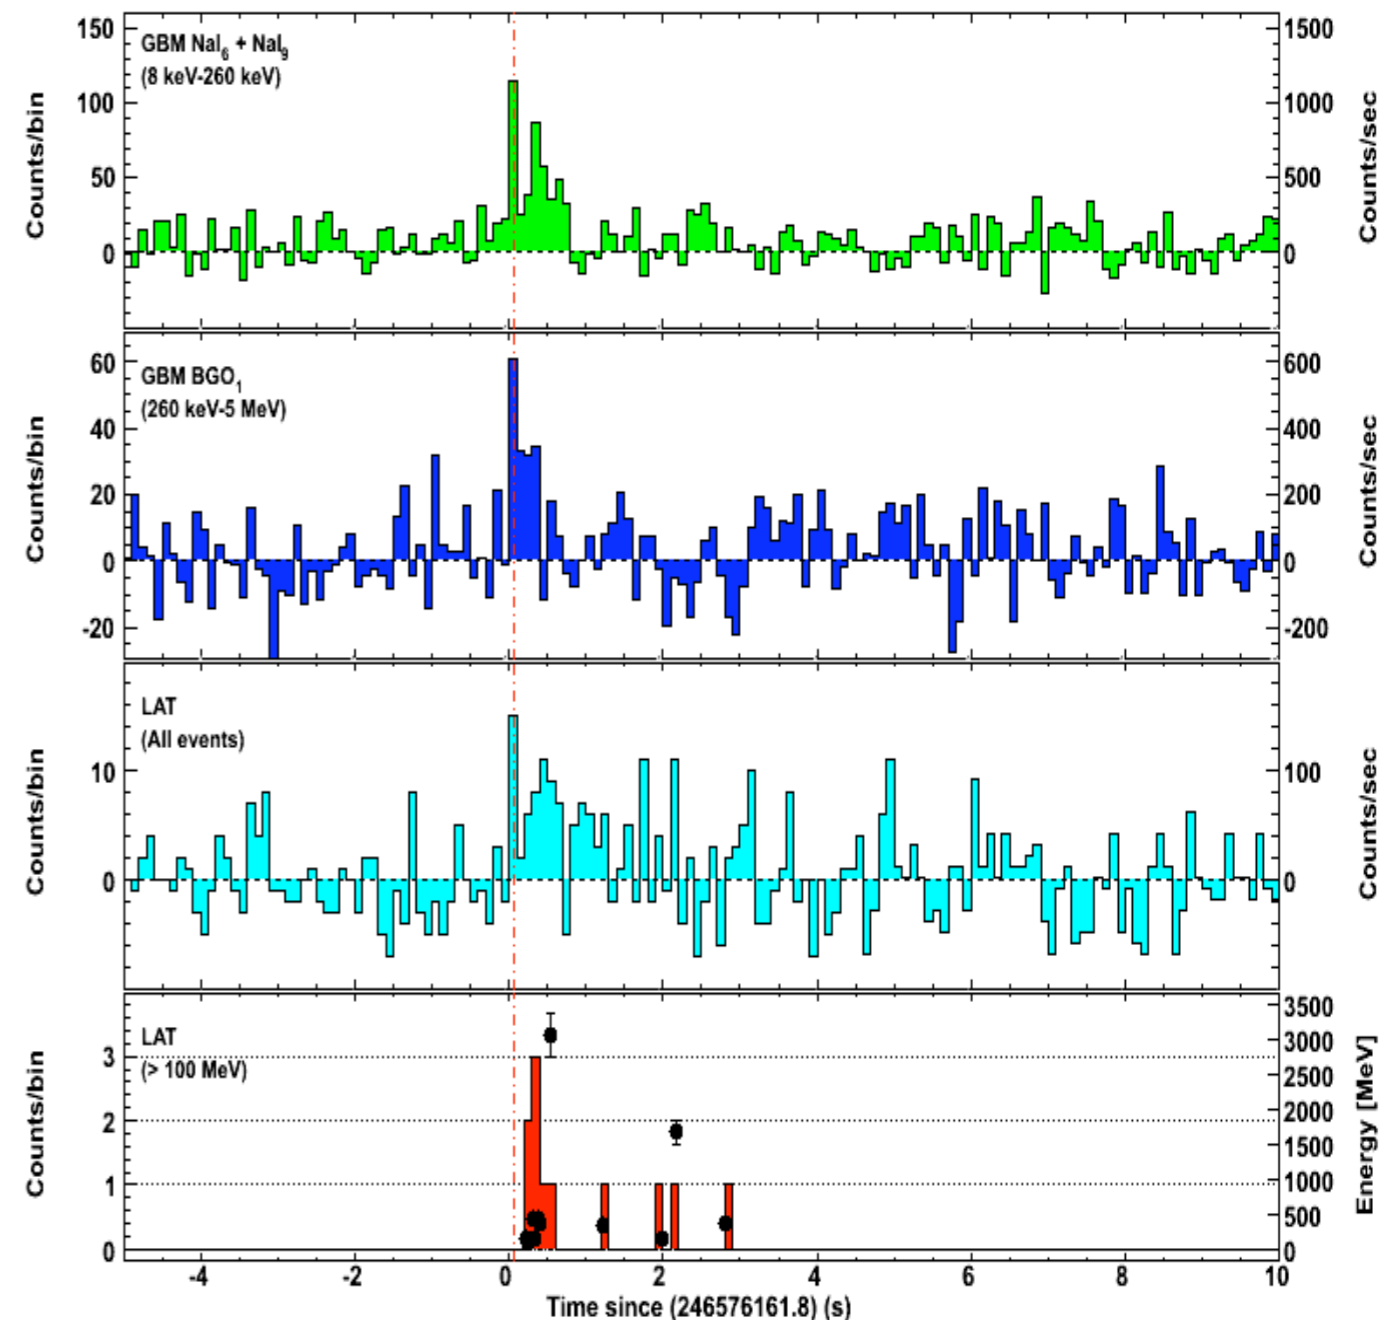 GBM NaI6 + NaI9
(8 keV-260 keV)
Counts/bin
150
100
50
0
1500
1000
500
0
Counts/sec
GBM BGO1
(260 keV-5 MeV)
Counts/bin
60
40
20
0
-20
600
400
200
0
-200
Counts/sec
LAT
(All events)
Counts/bin
10
0
100
0
Counts/sec
LAT
(> 100 MeV)
Counts/bin
3
2
1
0
3500
3000
2500
2000
1500
1000
500
0
Energy [MeV]
-4 -2 0 2 4 6 8 10
Time since (246576161.8) (s)